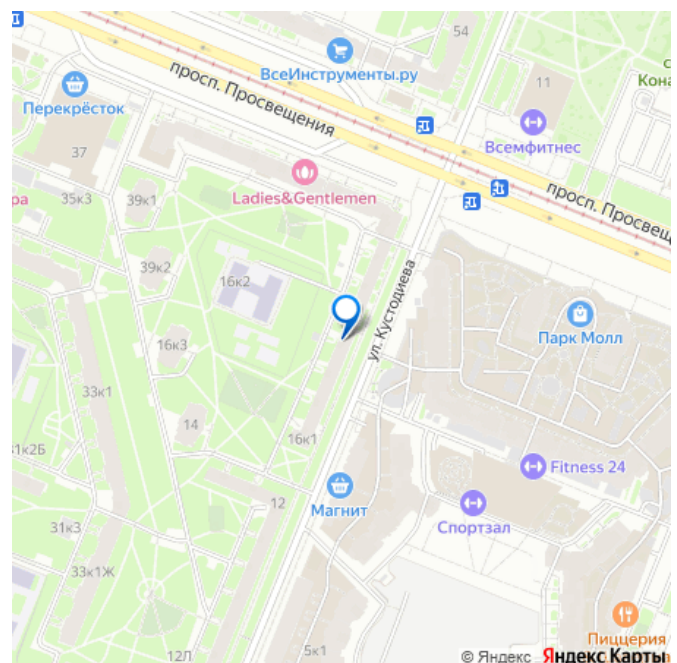 54
ВсеИнструменты.ру
просп. Просвещения
11
Перекрёсток
Всемфитнес
37
Ladies&Gentlemen
35к3
39к1
просп. Просвещ
39к2
16к2
ул. Кустодиева
Парк Молл
16к3
33к1
14
16к1
31к2Б
Fitness 24
Магнит
12
Спортзал
31к3
33к1Ж
Пиццерия
5к1
12Л
© Яндекс Яндекс Карты